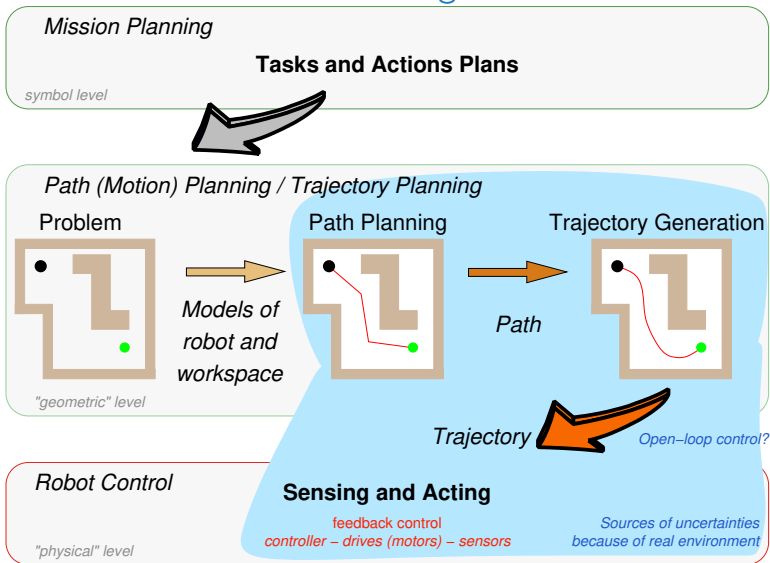 Mission Planning
Tasks and Actions Plans
symbol level
Path (Motion) Planning / Trajectory Planning
Problem
Path Planning
Trajectory Generation
Models of
robot and
workspace
Path
"geometric" level
Trajectory
Open−loop control?
Robot Control
Sensing and Acting
feedback control
controller − drives (motors) − sensors
Sources of uncertainties
because of real environment
"physical" level